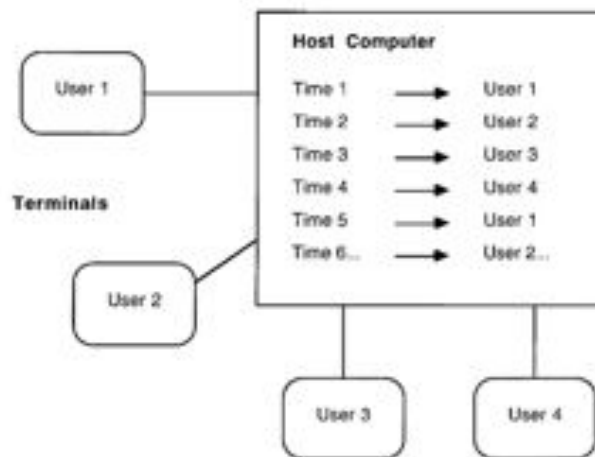 Host Computer
User 1
Time 1 User 1
Time 2 User 2
Time 3 User 3
Time 4 User 4
Terminals
Time 5 User 1
Time 6... User 2...
User 2
User 3 User 4